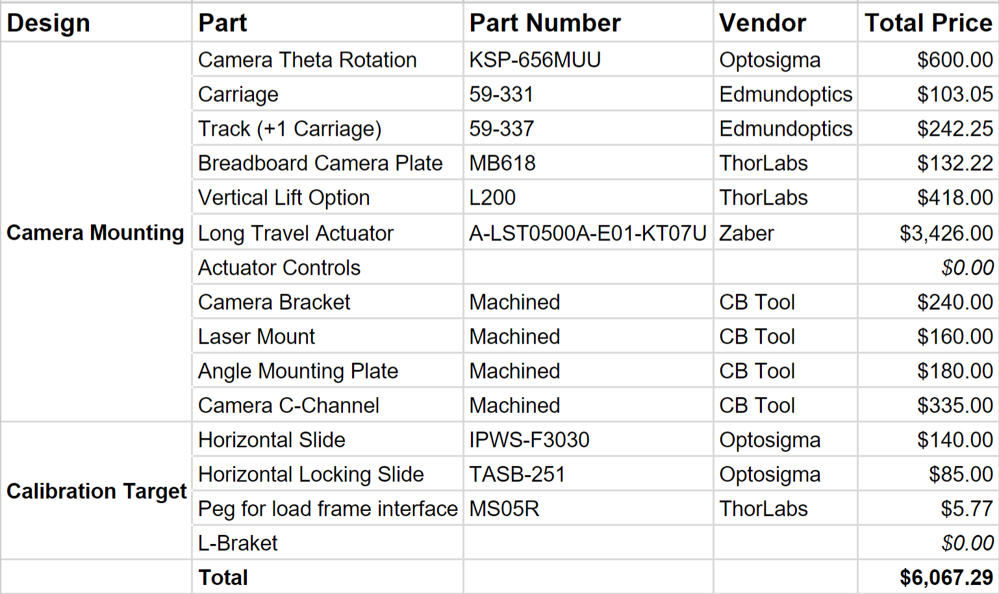 Design Part Part Number Vendor Total Price
Camera Theta Rotation KSP-656MUU Optosigma $600.00
Carriage 59-331 Edmundoptics $103.05
Track (+1 Carriage) 59-337 Edmundoptics $242.25
Breadboard Camera Plate MB618 ThorLabs $132.22
Vertical Lift Option L200 ThorLabs $418.00
Camera Mounting Long Travel Actuator A-LST0500A-E01-KT07U Zaber $3,426.00
Actuator Controls $0.00
Camera Bracket Machined CB Tool $240.00
Laser Mount Machined CB Tool $160.00
Angle Mounting Plate Machined CB Tool $180.00
Camera C-Channel Machined CB Tool $335.00
Horizontal Slide IPWS-F3030 Optosigma $140.00
Horizontal Locking Slide TASB-251 Optosigma $85.00
Calibration Target
Peg for load frame interface MS05R ThorLabs $5.77
L-Braket $0.00
Total $6,067.29